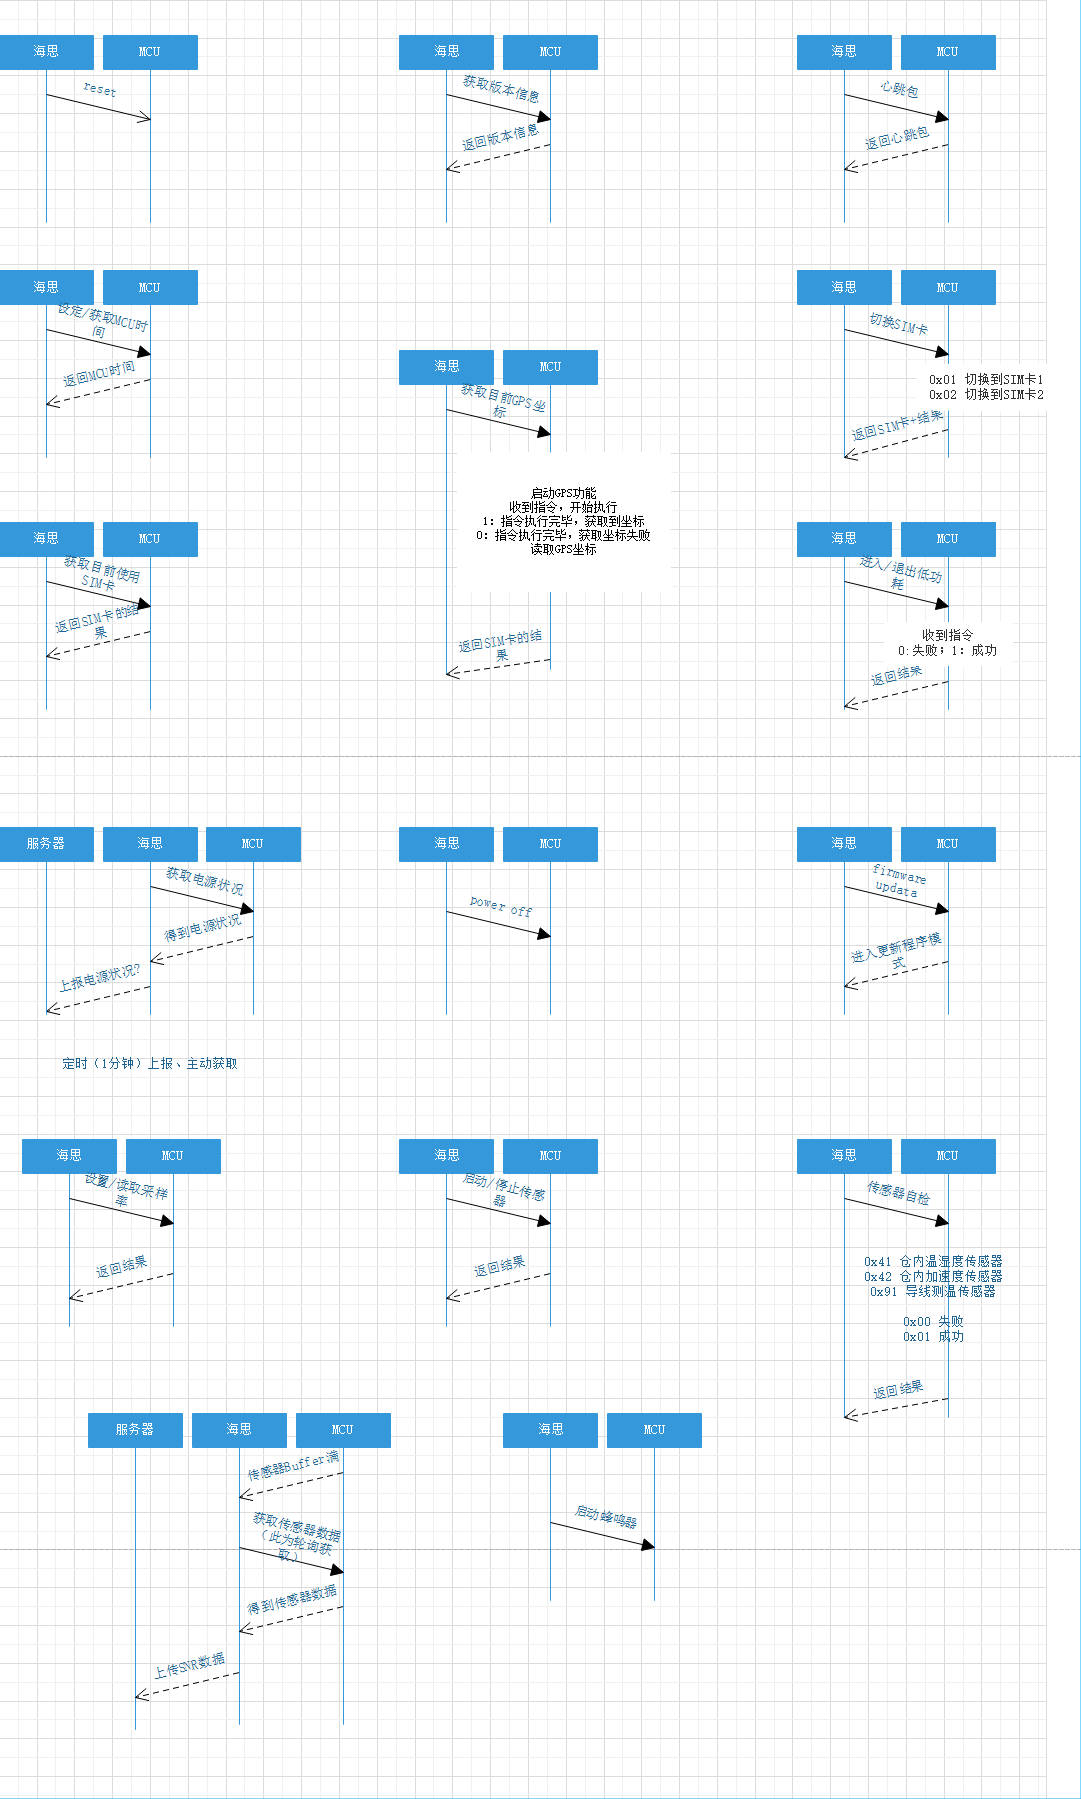 海思
MCU
reset
海思
MCU
获取版本信息
返回版本信息
海思
MCU
心跳包
返回心跳包
海思
MCU
设定/获取MCU时
间
返回MCU时间
海思
MCU
获取目前GPS坐
标
启动GPS功能
收到指令，开始执行
1：指令执行完毕，获取到坐标
0：指令执行完毕，获取坐标失败
读取GPS坐标
返回SIM卡的结
果
海思
MCU
切换SIM卡
0x01 切换到SIM卡1
0x02 切换到SIM卡2
返回SIM卡+结果
海思
MCU
获取目前使用
SIM卡
返回SIM卡的结
果
海思
MCU
进入/退出低功
耗
收到指令
0:失败；1：成功
返回结果
服务器
海思
MCU
获取电源状况
得到电源状况
上报电源状况?
定时（1分钟）上报、主动获取
海思
MCU
power off
海思
MCU
firmware
updata
进入更新程序模
式
海思
MCU
设置/读取采样
率
返回结果
海思
MCU
启动/停止传感
器
返回结果
海思
MCU
传感器自检
0x41 仓内温湿度传感器
0x42 仓内加速度传感器
0x91 导线测温传感器
0x00 失败
0x01 成功
返回结果
服务器
海思
MCU
传感器Buffer满
获取传感器数据
（此为轮询获
取）
得到传感器数据
上传SNR数据
海思
MCU
启动蜂鸣器